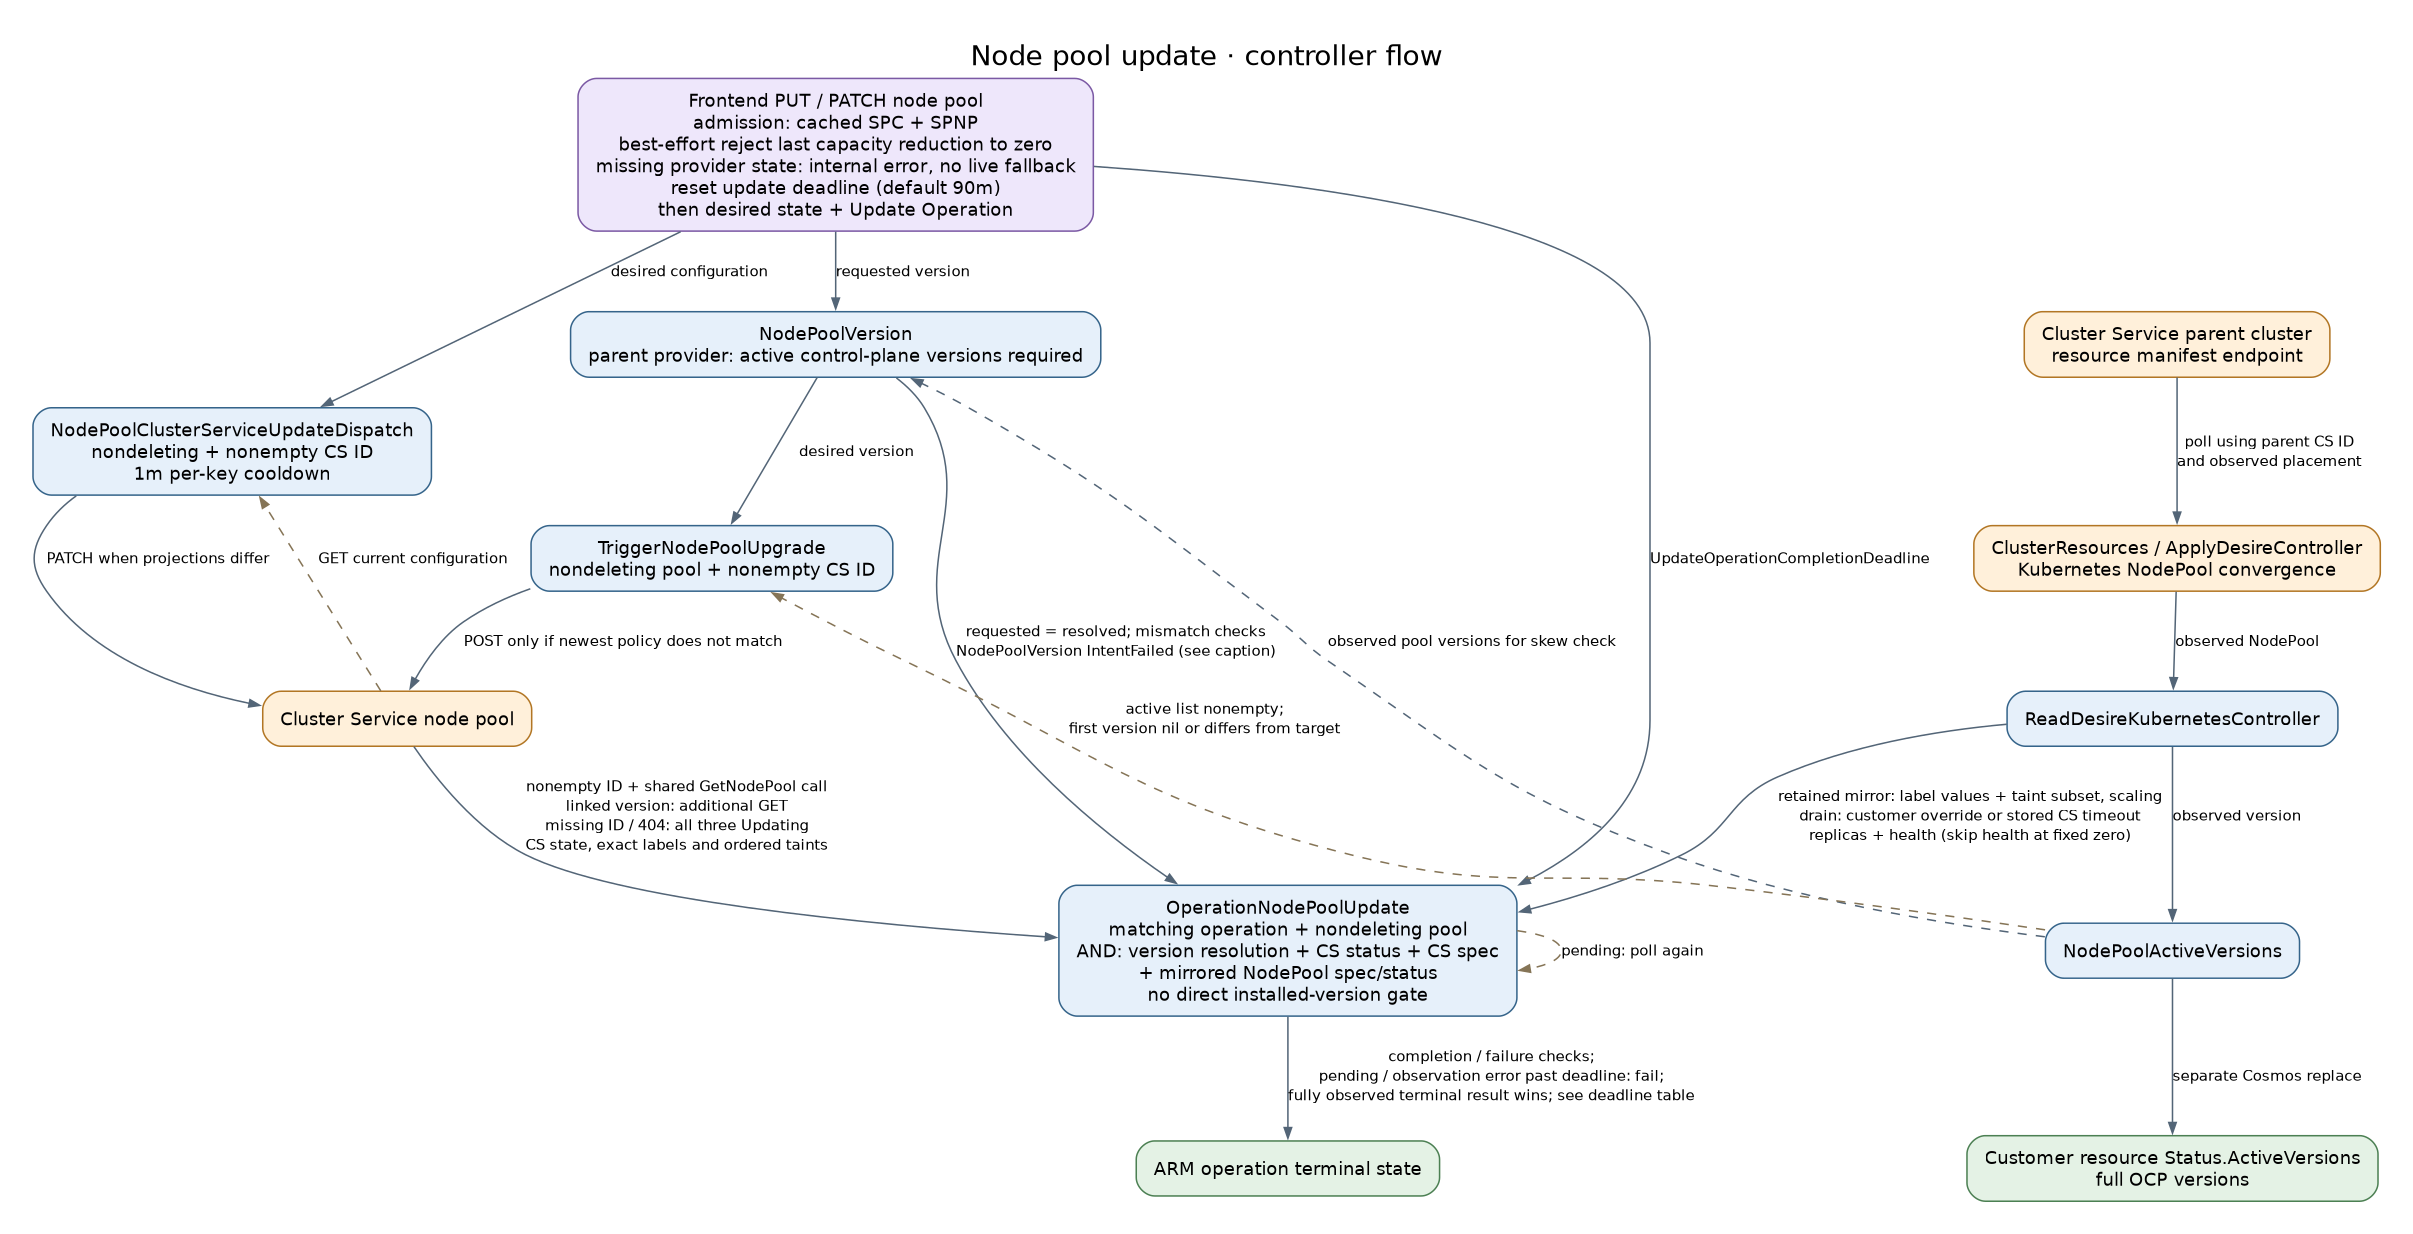 Node pool update · controller flow
Frontend PUT / PATCH node pool
admission: cached SPC + SPNP
best-effort reject last capacity reduction to zero
missing provider state: internal error, no live fallback
reset update deadline (default 90m)
then desired state + Update Operation
desired configuration
requested version
NodePoolVersion
parent provider: active control-plane versions required
Cluster Service parent cluster
resource manifest endpoint
NodePoolClusterServiceUpdateDispatch
nondeleting + nonempty CS ID
1m per-key cooldown
desired version
poll using parent CS ID
and observed placement
PATCH when projections differ
GET current configuration
TriggerNodePoolUpgrade
nondeleting pool + nonempty CS ID
UpdateOperationCompletionDeadline
ClusterResources / ApplyDesireController
Kubernetes NodePool convergence
POST only if newest policy does not match
requested = resolved; mismatch checks
NodePoolVersion IntentFailed (see caption)
observed pool versions for skew check
observed NodePool
Cluster Service node pool
active list nonempty;
first version nil or differs from target
ReadDesireKubernetesController
nonempty ID + shared GetNodePool call
linked version: additional GET
missing ID / 404: all three Updating
CS state, exact labels and ordered taints
retained mirror: label values + taint subset, scaling
drain: customer override or stored CS timeout
replicas + health (skip health at fixed zero)
observed version
OperationNodePoolUpdate
matching operation + nondeleting pool
AND: version resolution + CS status + CS spec
+ mirrored NodePool spec/status
no direct installed-version gate
pending: poll again
NodePoolActiveVersions
completion / failure checks;
pending / observation error past deadline: fail;
fully observed terminal result wins; see deadline table
separate Cosmos replace
ARM operation terminal state
Customer resource Status.ActiveVersions
full OCP versions